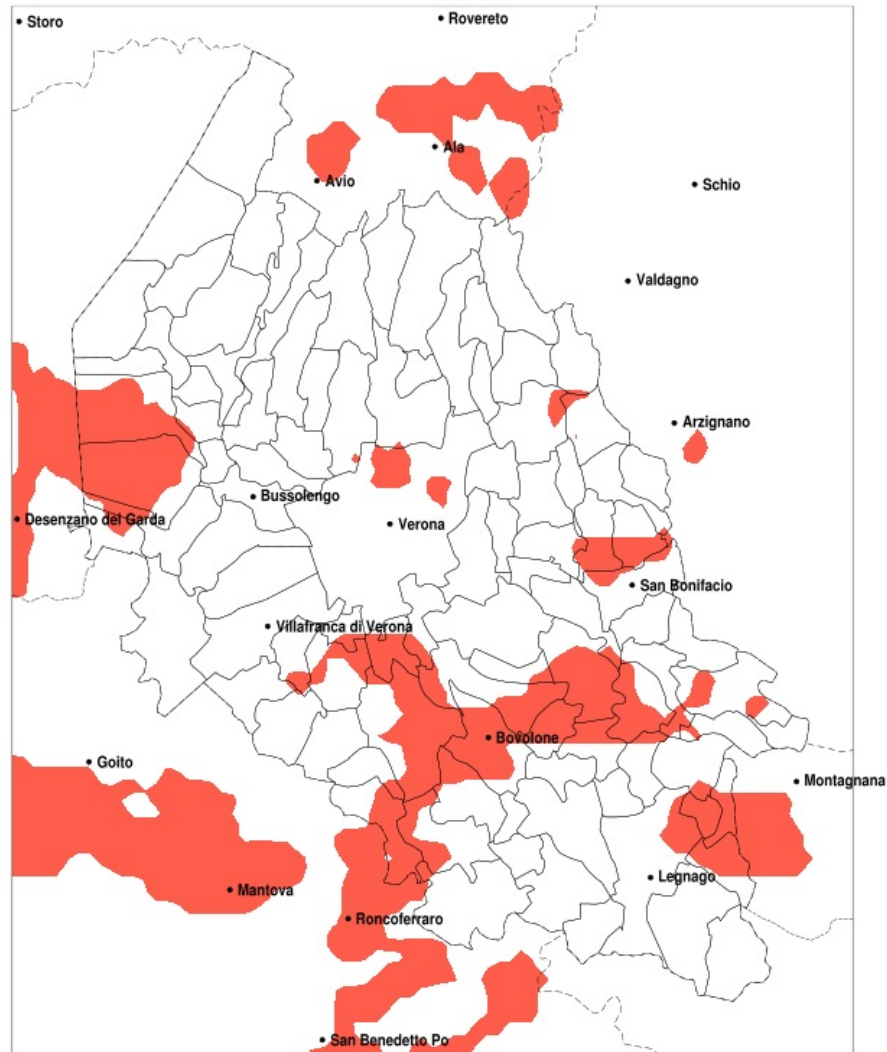 Rovereto
Storo
Ala
Avio
Schio
Valdagno
Arzignano
Bussolengo
Desenzano del Garda
Verona
San Bonifacio
Villafranca di Verona
Bovolone
Goito
Montagnana
Legnago
Mantova
Roncoferraro
San Benedetto Po